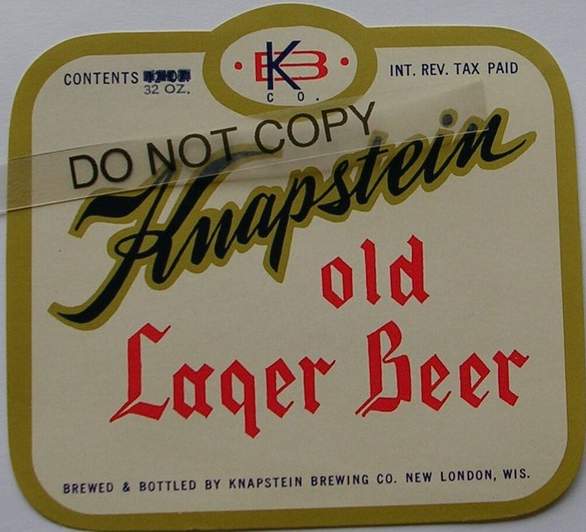 KBB
CO.
CONTENTS
32 OZ.
INT. REV. TAX PAID
DO NOT COPY
Knapstein
old
Lager Beer
BREWED & BOTTLED BY KNAPSTEIN BREWING CO. NEW LONDON, WIS.